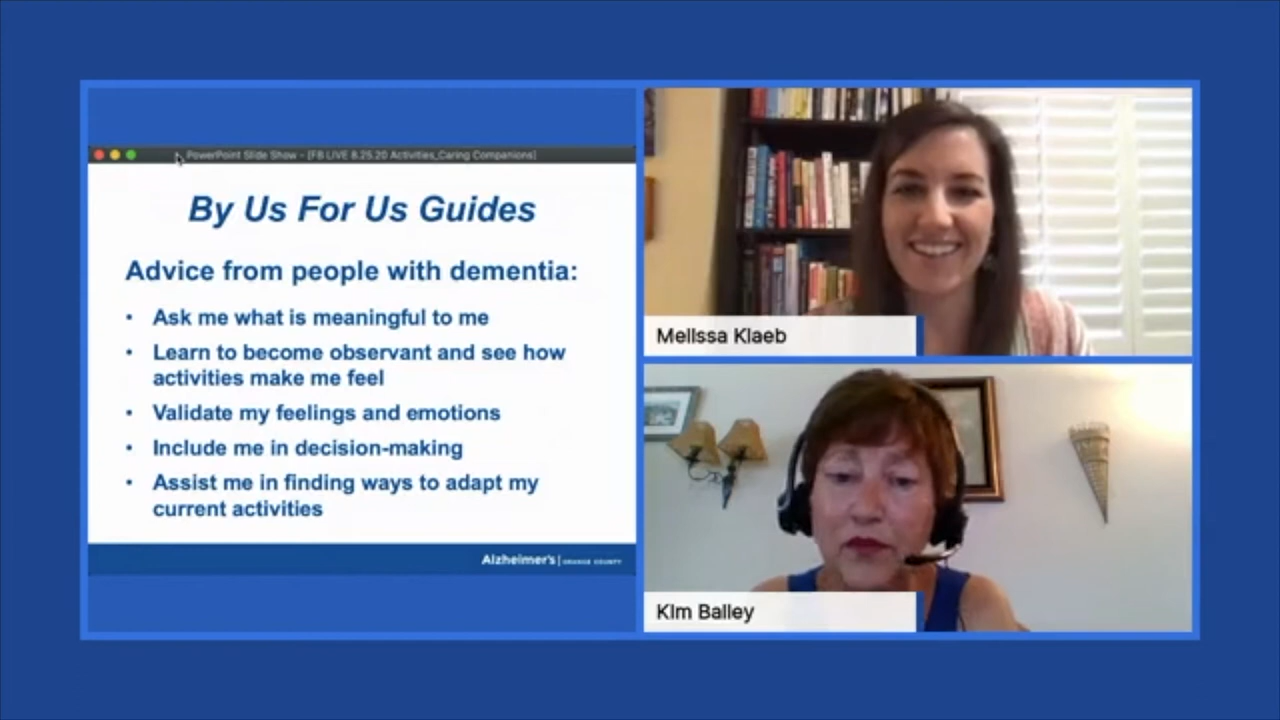 PowerPoint Slide Show - [FB LIVE 8.25.20 Activities_Caring Companions]
By Us For Us Guides
Advice from people with dementia:
• Ask me what is meaningful to me
• Learn to become observant and see how
activities make me feel
• Validate my feelings and emotions
• Include me in decision-making
• Assist me in finding ways to adapt my
current activities
Alzheimer's | ORANGE COUNTY
Melissa Klaeb
Kim Bailey